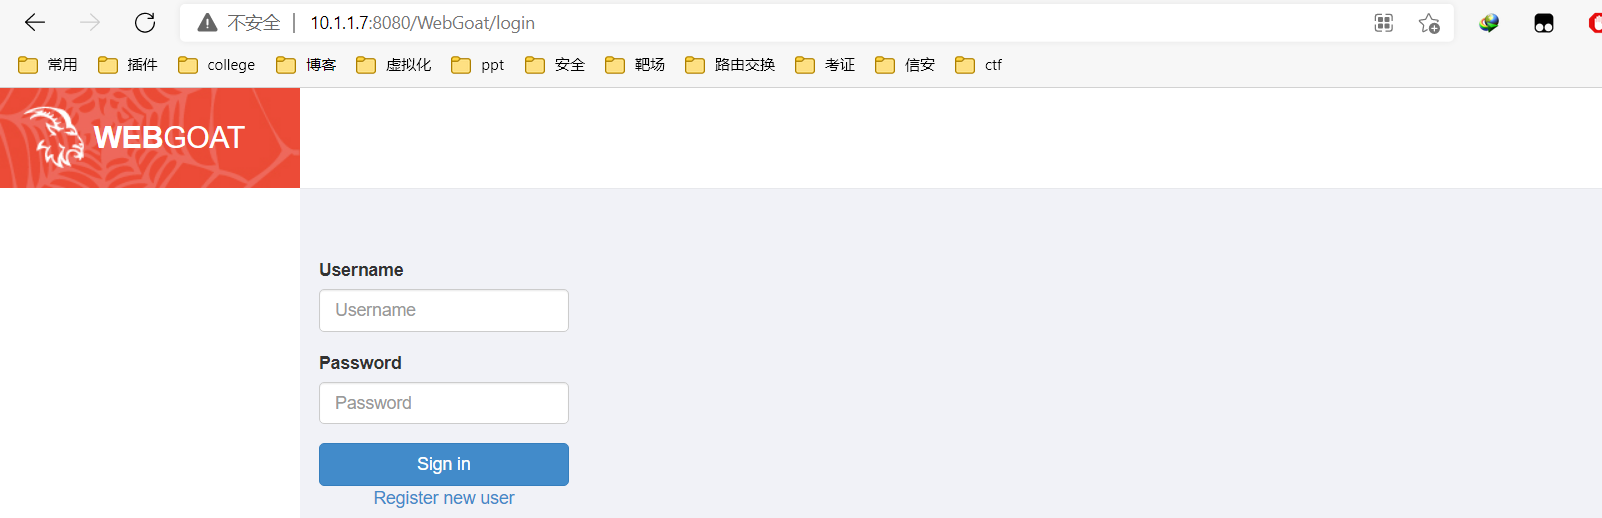 不安全 | 10.1.1.7:8080/WebGoat/login
常用 插件 college 博客 虚拟化 ppt 安全 靶场 路由交换 考证 信安 ctf
WEBGOAT
Username
Username
Password
Password
Sign in
Register new user